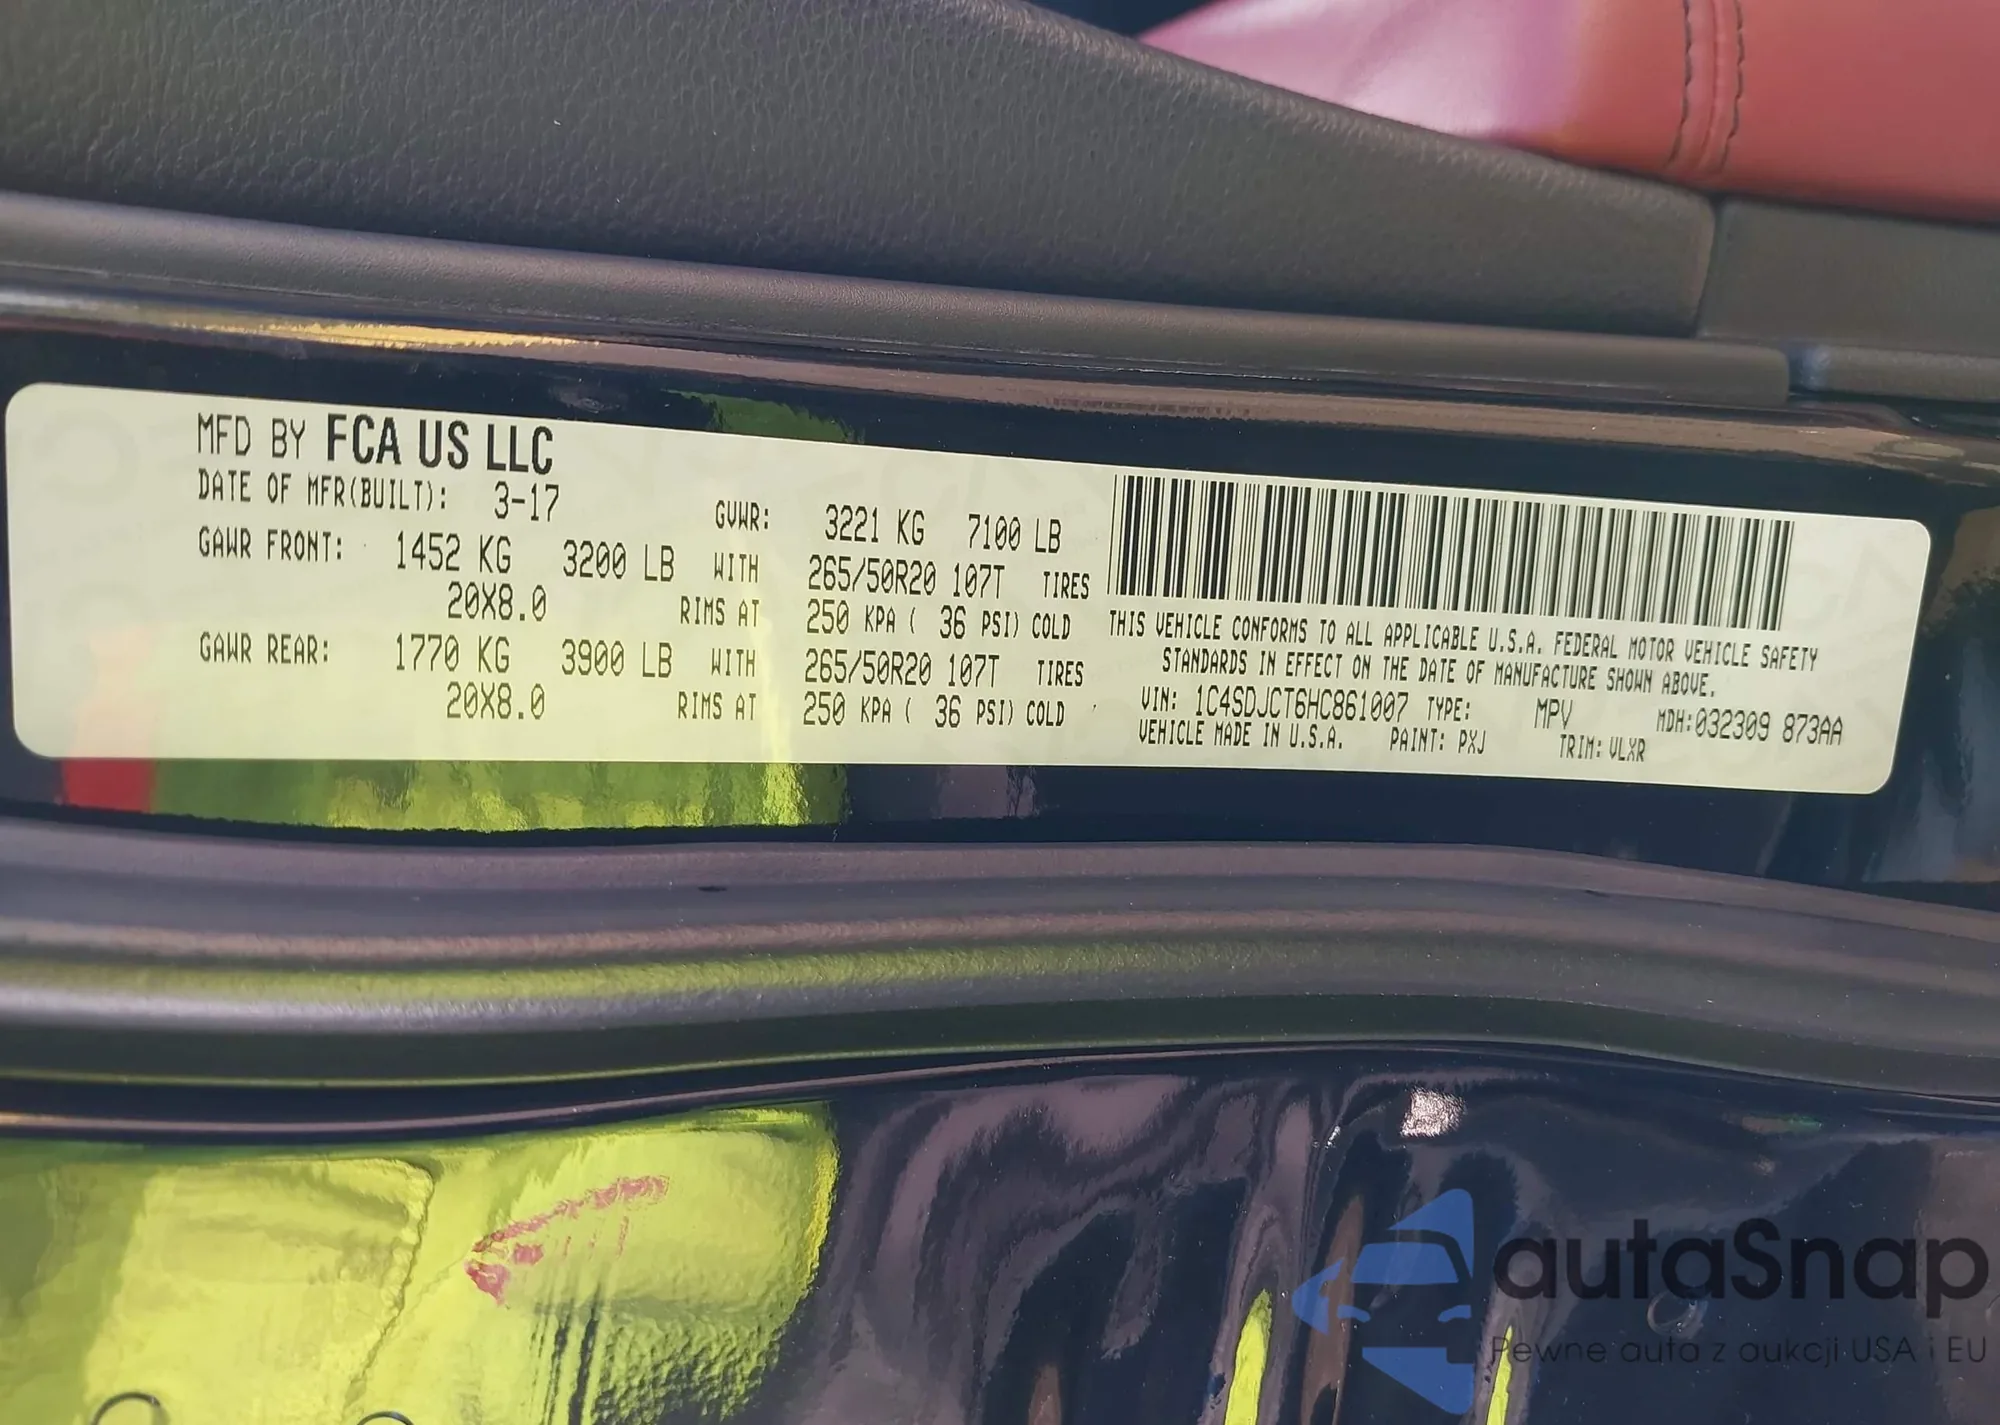 MFD BY FCA US LLC
DATE OF MFR(BUILT): 3-17 GVWR: 3221 KG 7100 LB
GAWR FRONT: 1452 KG 3200 LB WITH 265/50R20 107T TIRES
20X8.0 RIMS AT 250 KPA ( 36 PSI) COLD
GAWR REAR: 1770 KG 3900 LB WITH 265/50R20 107T TIRES
20X8.0 RIMS AT 250 KPA ( 36 PSI) COLD
THIS VEHICLE CONFORMS TO ALL APPLICABLE U.S.A. FEDERAL MOTOR VEHICLE SAFETY
STANDARDS IN EFFECT ON THE DATE OF MANUFACTURE SHOWN ABOVE.
VIN: 1C4SDJCT6HC861007 TYPE: MPV MDH:032309 873AA
VEHICLE MADE IN U.S.A. PAINT: PXJ TRIM: VLXR
autaSnap
Pewne auta z aukcji USA i EU